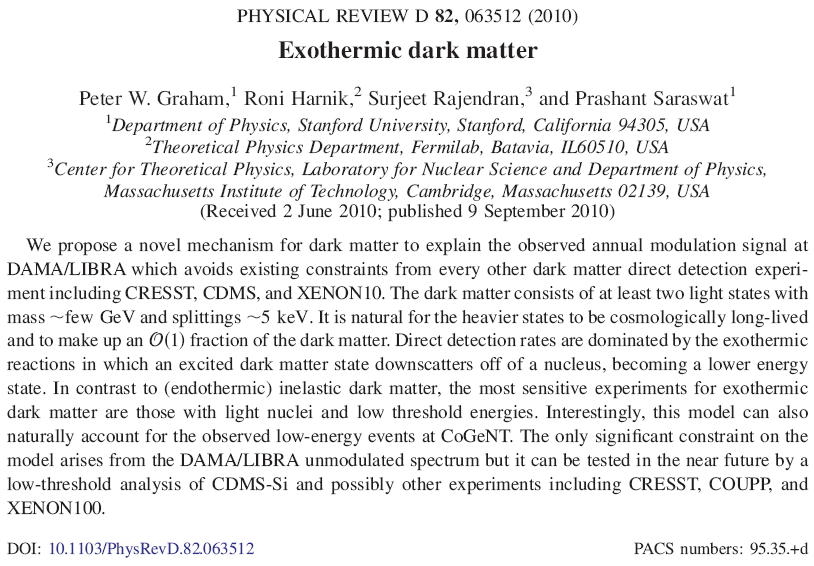 PHYSICAL REVIEW D 82, 063512 (2010)
Exothermic dark matter
Peter W. Graham,1 Roni Harnik,2 Surjeet Rajendran,3 and Prashant Saraswat1
1Department of Physics, Stanford University, Stanford, California 94305, USA
2Theoretical Physics Department, Fermilab, Batavia, IL60510, USA
3Center for Theoretical Physics, Laboratory for Nuclear Science and Department of Physics,
Massachusetts Institute of Technology, Cambridge, Massachusetts 02139, USA
(Received 2 June 2010; published 9 September 2010)
We propose a novel mechanism for dark matter to explain the observed annual modulation signal at
DAMA/LIBRA which avoids existing constraints from every other dark matter direct detection experi-
ment including CRESST, CDMS, and XENON10. The dark matter consists of at least two light states with
mass ~few GeV and splittings ~5 keV. It is natural for the heavier states to be cosmologically long-lived
and to make up an O(1) fraction of the dark matter. Direct detection rates are dominated by the exothermic
reactions in which an excited dark matter state downscatters off of a nucleus, becoming a lower energy
state. In contrast to (endothermic) inelastic dark matter, the most sensitive experiments for exothermic
dark matter are those with light nuclei and low threshold energies. Interestingly, this model can also
naturally account for the observed low-energy events at CoGeNT. The only significant constraint on the
model arises from the DAMA/LIBRA unmodulated spectrum but it can be tested in the near future by a
low-threshold analysis of CDMS-Si and possibly other experiments including CRESST, COUPP, and
XENON100.
DOI: 10.1103/PhysRevD.82.063512 PACS numbers: 95.35.+d